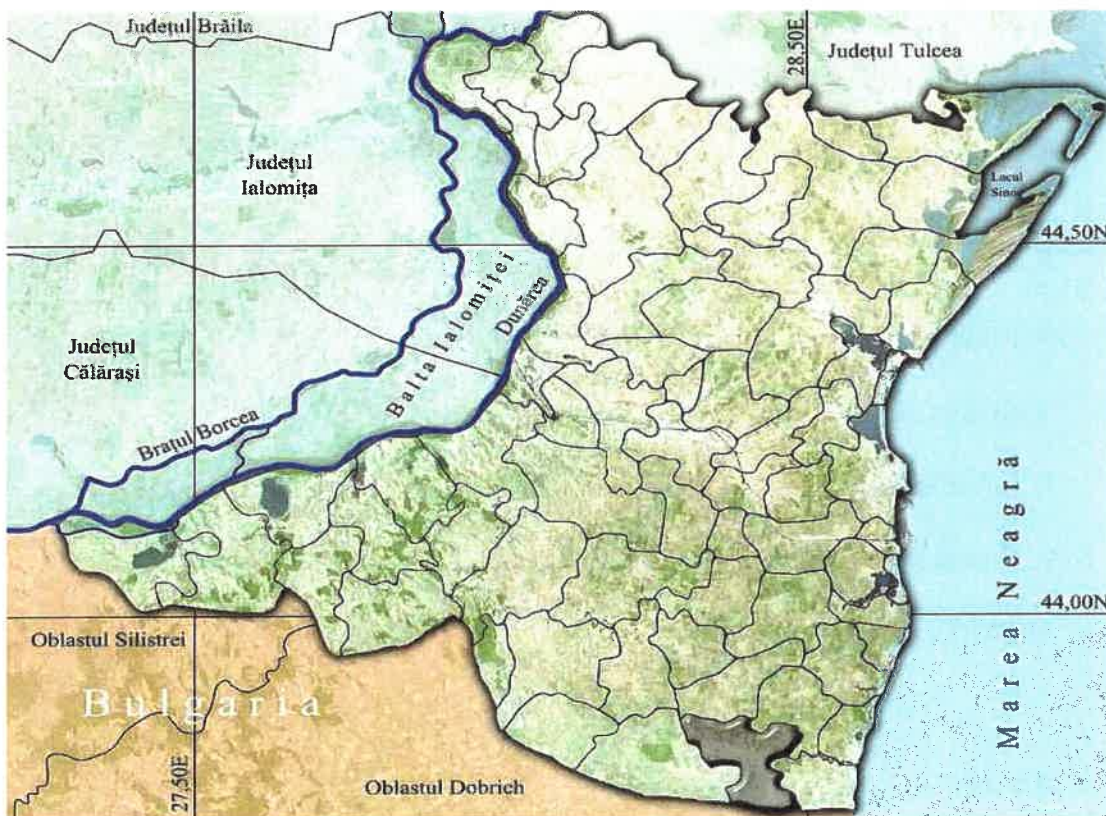 Județul Brăila
28,50E
Județul Tulcea
Județul
Ialomița
Lacul
Sinoe
44,50N
Balta Ialomiței
Dunărea
Județul
Călărași
Brațul Borcea
Marea Neagră
44,00N
Oblastul Silistrei
Bulgaria
27,50E
Oblastul Dobrich